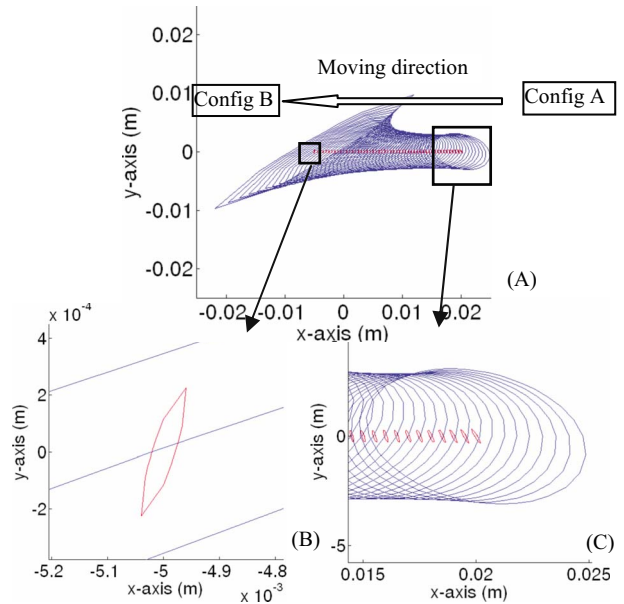 0.02
0.01
0
-0.01
-0.02
y-axis (m)
Moving direction
Config B
Config A
-0.02 -0.01 0 0.01 0.02
x-axis (m)
(A)
x 10⁻⁴
4
2
0
-2
y-axis (m)
-5.2 -5.1 -5 -4.9 -4.8
x-axis (m)
x 10⁻³
(B)
5
0
-5
y-axis (m)
0.015 0.02 0.025
x-axis (m)
(C)